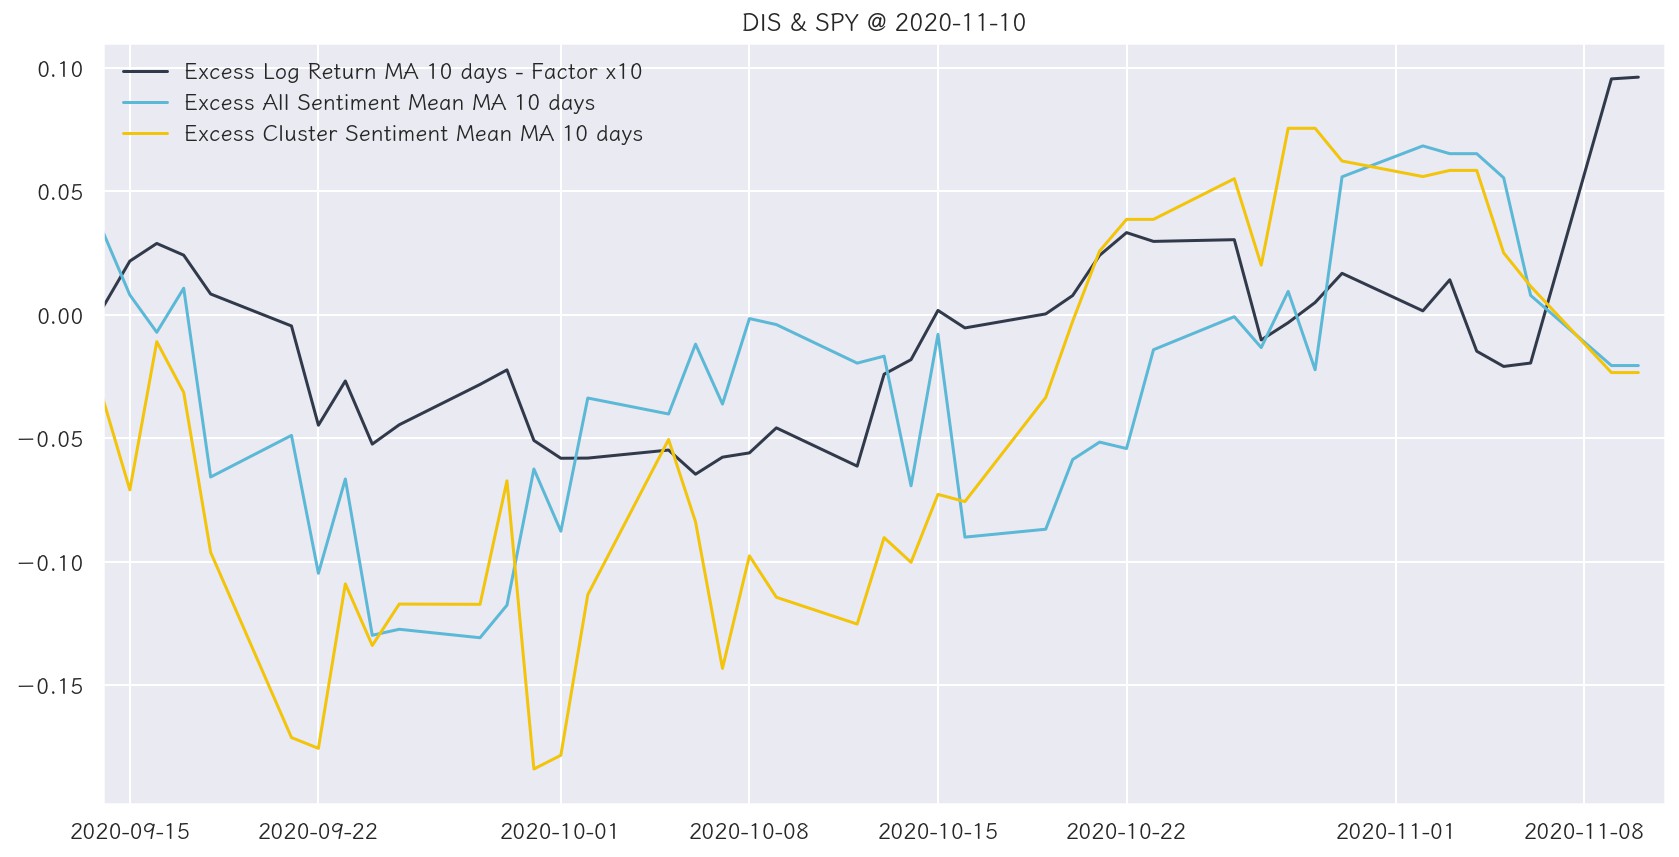 DIS & SPY @ 2020-11-10
Excess Log Return MA 10 days - Factor x10
Excess All Sentiment Mean MA 10 days
Excess Cluster Sentiment Mean MA 10 days
0.10
0.05
0.00
−0.05
−0.10
−0.15
2020-09-15 2020-09-22 2020-10-01 2020-10-08 2020-10-15 2020-10-22 2020-11-01 2020-11-08